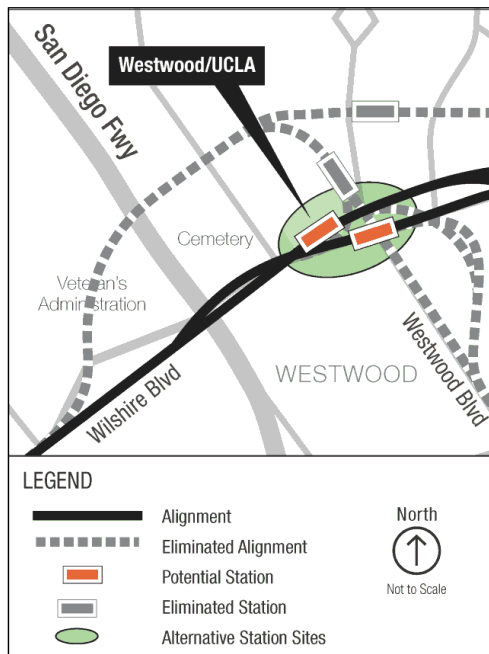 San Diego Fwy
Westwood/UCLA
Cemetery
Veteran's
Administration
Wilshire Blvd
WESTWOOD
Westwood Blvd
LEGEND
Alignment
Eliminated Alignment
Potential Station
Eliminated Station
Alternative Station Sites
North
Not to Scale